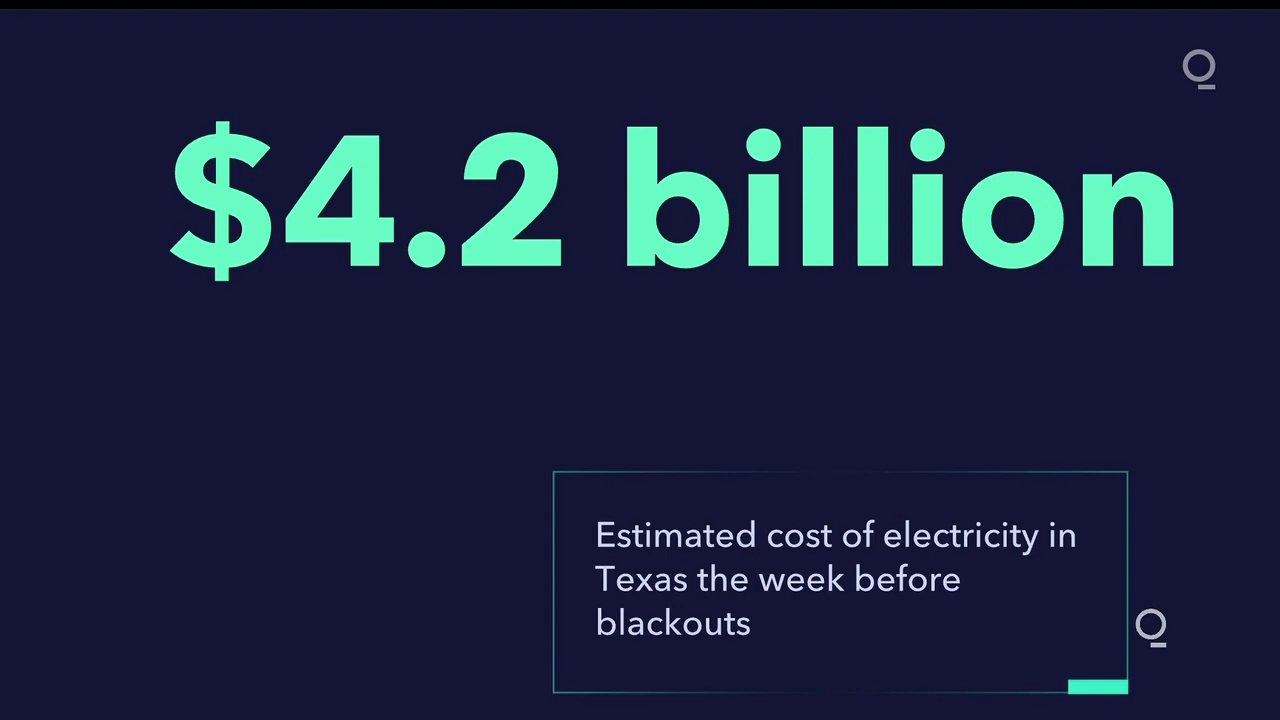 $4.2 billion
Estimated cost of electricity in
Texas the week before
blackouts